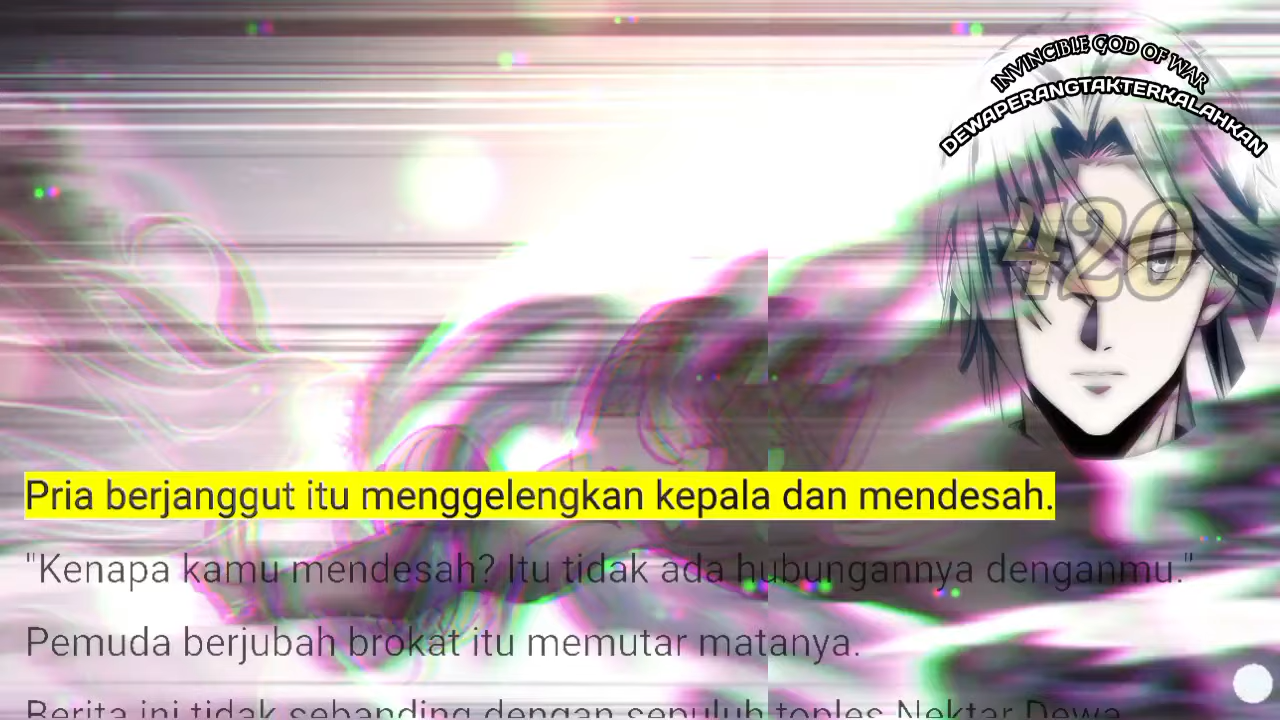 INVINCIBLE GOD OF WAR
DEWAPERANGTAKTERKALAHKAN
420
Pria berjanggut itu menggelengkan kepala dan mendesah.
"Kenapa kamu mendesah? Itu tidak ada hubungannya denganmu."
Pemuda berjubah brokat itu memutar matanya.
Berita ini tidak sebanding dengan sepuluh toples Nektar Dewa